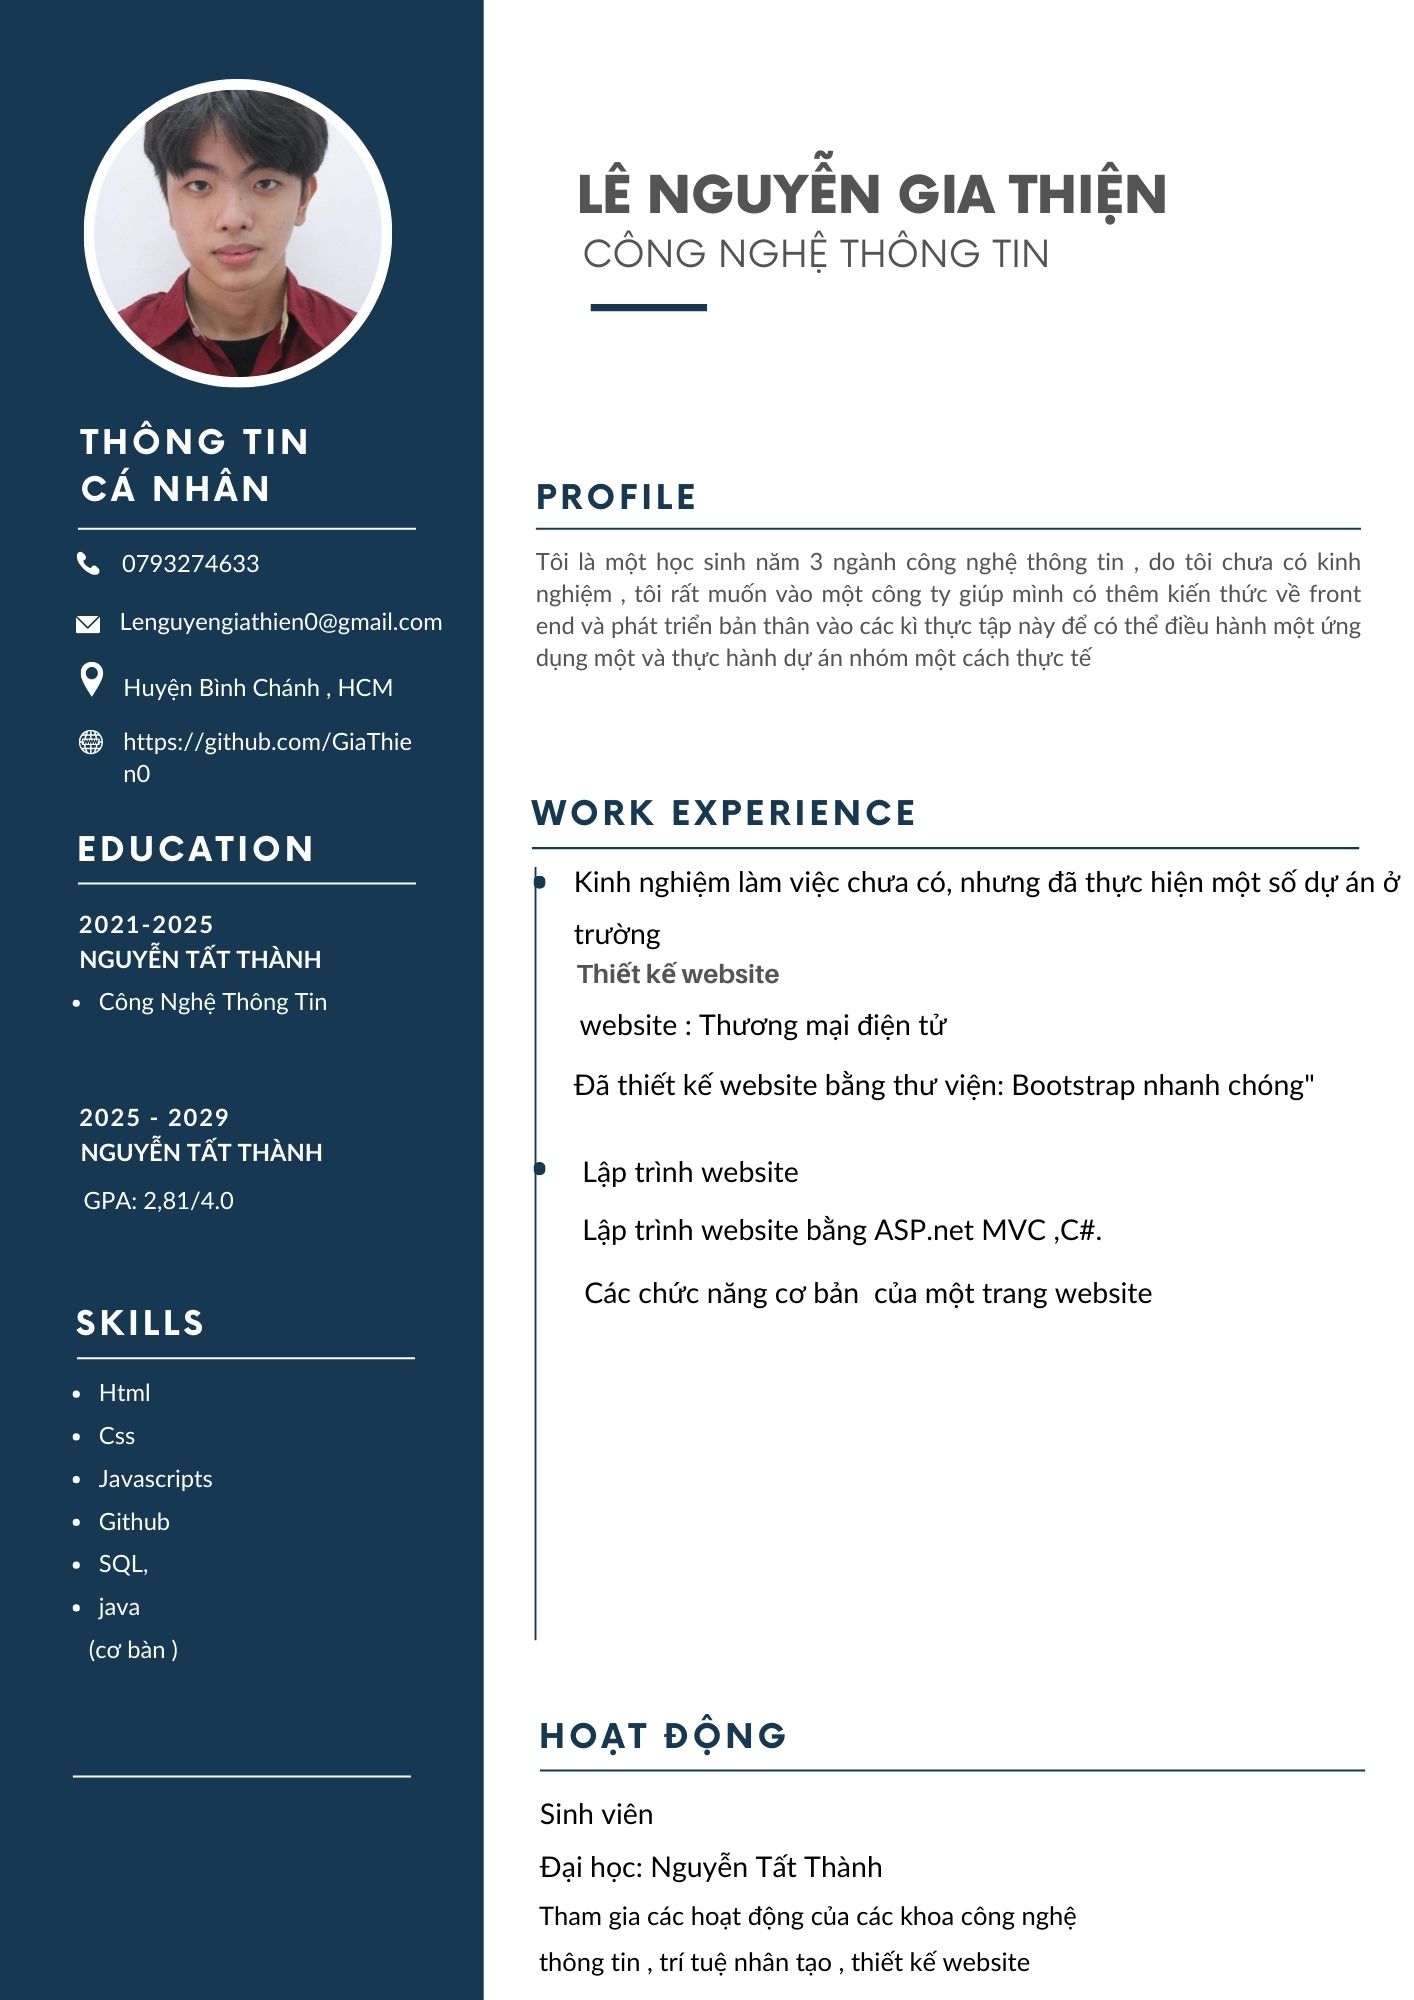 THÔNG TIN
CÁ NHÂN
0793274633
Lenguyengiathien0@gmail.com
Huyện Bình Chánh , HCM
https://github.com/GiaThie
n0
EDUCATION
2021-2025
NGUYỄN TẤT THÀNH
• Công Nghệ Thông Tin
2025 - 2029
NGUYỄN TẤT THÀNH
GPA: 2,81/4.0
SKILLS
• Html
• Css
• Javascripts
• Github
• SQL,
• java
(cơ bàn )
LÊ NGUYỄN GIA THIỆN
CÔNG NGHỆ THÔNG TIN
PROFILE
Tôi là một học sinh năm 3 ngành công nghệ thông tin , do tôi chưa có kinh
nghiệm , tôi rất muốn vào một công ty giúp mình có thêm kiến thức về front
end và phát triển bản thân vào các kì thực tập này để có thể điều hành một ứng
dụng một và thực hành dự án nhóm một cách thực tế
WORK EXPERIENCE
Kinh nghiệm làm việc chưa có, nhưng đã thực hiện một số dự án ở
trường
Thiết kế website
website : Thương mại điện tử
Đã thiết kế website bằng thư viện: Bootstrap nhanh chóng"
Lập trình website
Lập trình website bằng ASP.net MVC ,C#.
Các chức năng cơ bản  của một trang website
HOẠT ĐỘNG
Sinh viên
Đại học: Nguyễn Tất Thành
Tham gia các hoạt động của các khoa công nghệ
thông tin , trí tuệ nhân tạo , thiết kế website